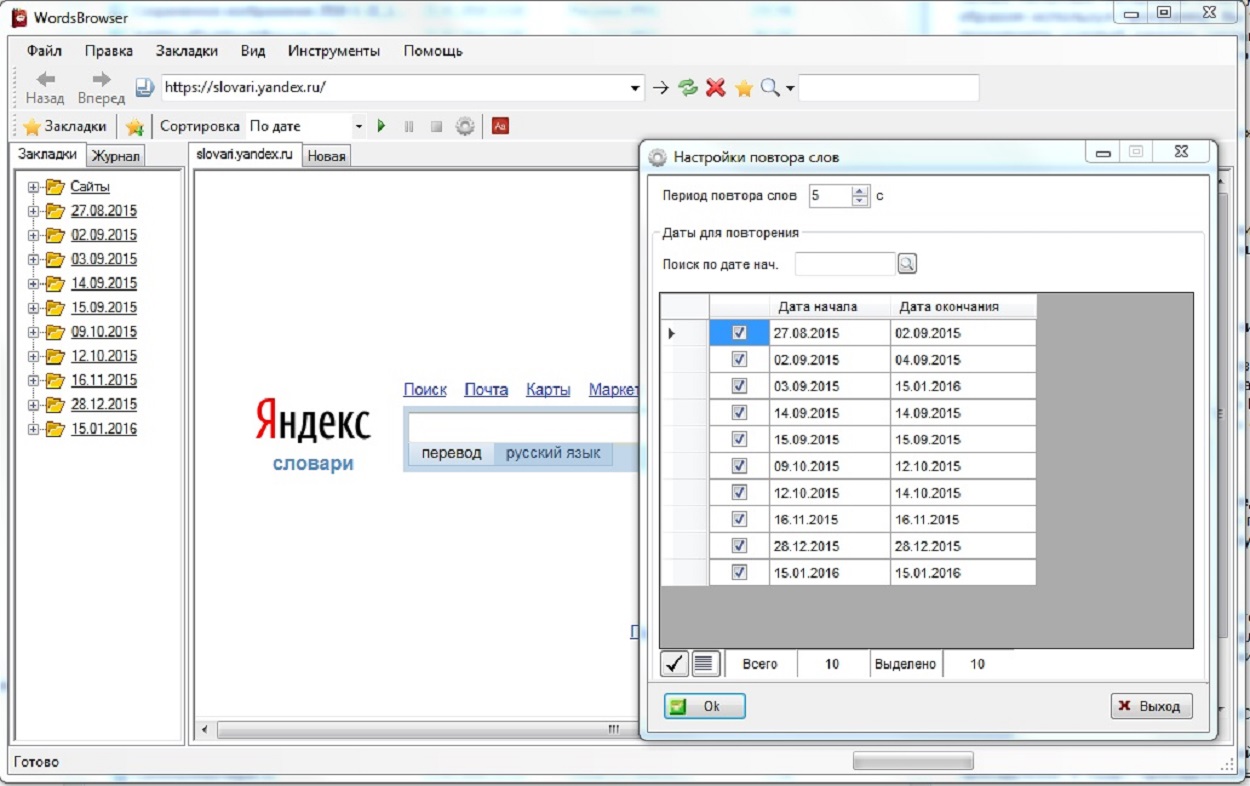 WordsBrowser
Файл Правка Закладки Вид Инструменты Помощь
Назад Вперед https://slovari.yandex.ru/
Закладки Сортировка По дате Aa
Закладки Журнал slovari.yandex.ru Новая
Сайты
27.08.2015
02.09.2015
03.09.2015
14.09.2015
15.09.2015
09.10.2015
12.10.2015
16.11.2015
28.12.2015
15.01.2016
Поиск Почта Карты Маркет
Яндекс
словари
перевод русский язык
Настройки повтора слов
Период повтора слов 5 с
Даты для повторения
Поиск по дате нач.
Дата начала Дата окончания
27.08.2015 02.09.2015
02.09.2015 04.09.2015
03.09.2015 15.01.2016
14.09.2015 14.09.2015
15.09.2015 15.09.2015
09.10.2015 12.10.2015
12.10.2015 14.10.2015
16.11.2015 16.11.2015
28.12.2015 28.12.2015
15.01.2016 15.01.2016
Всего 10 Выделено 10
Ok Выход
Готово